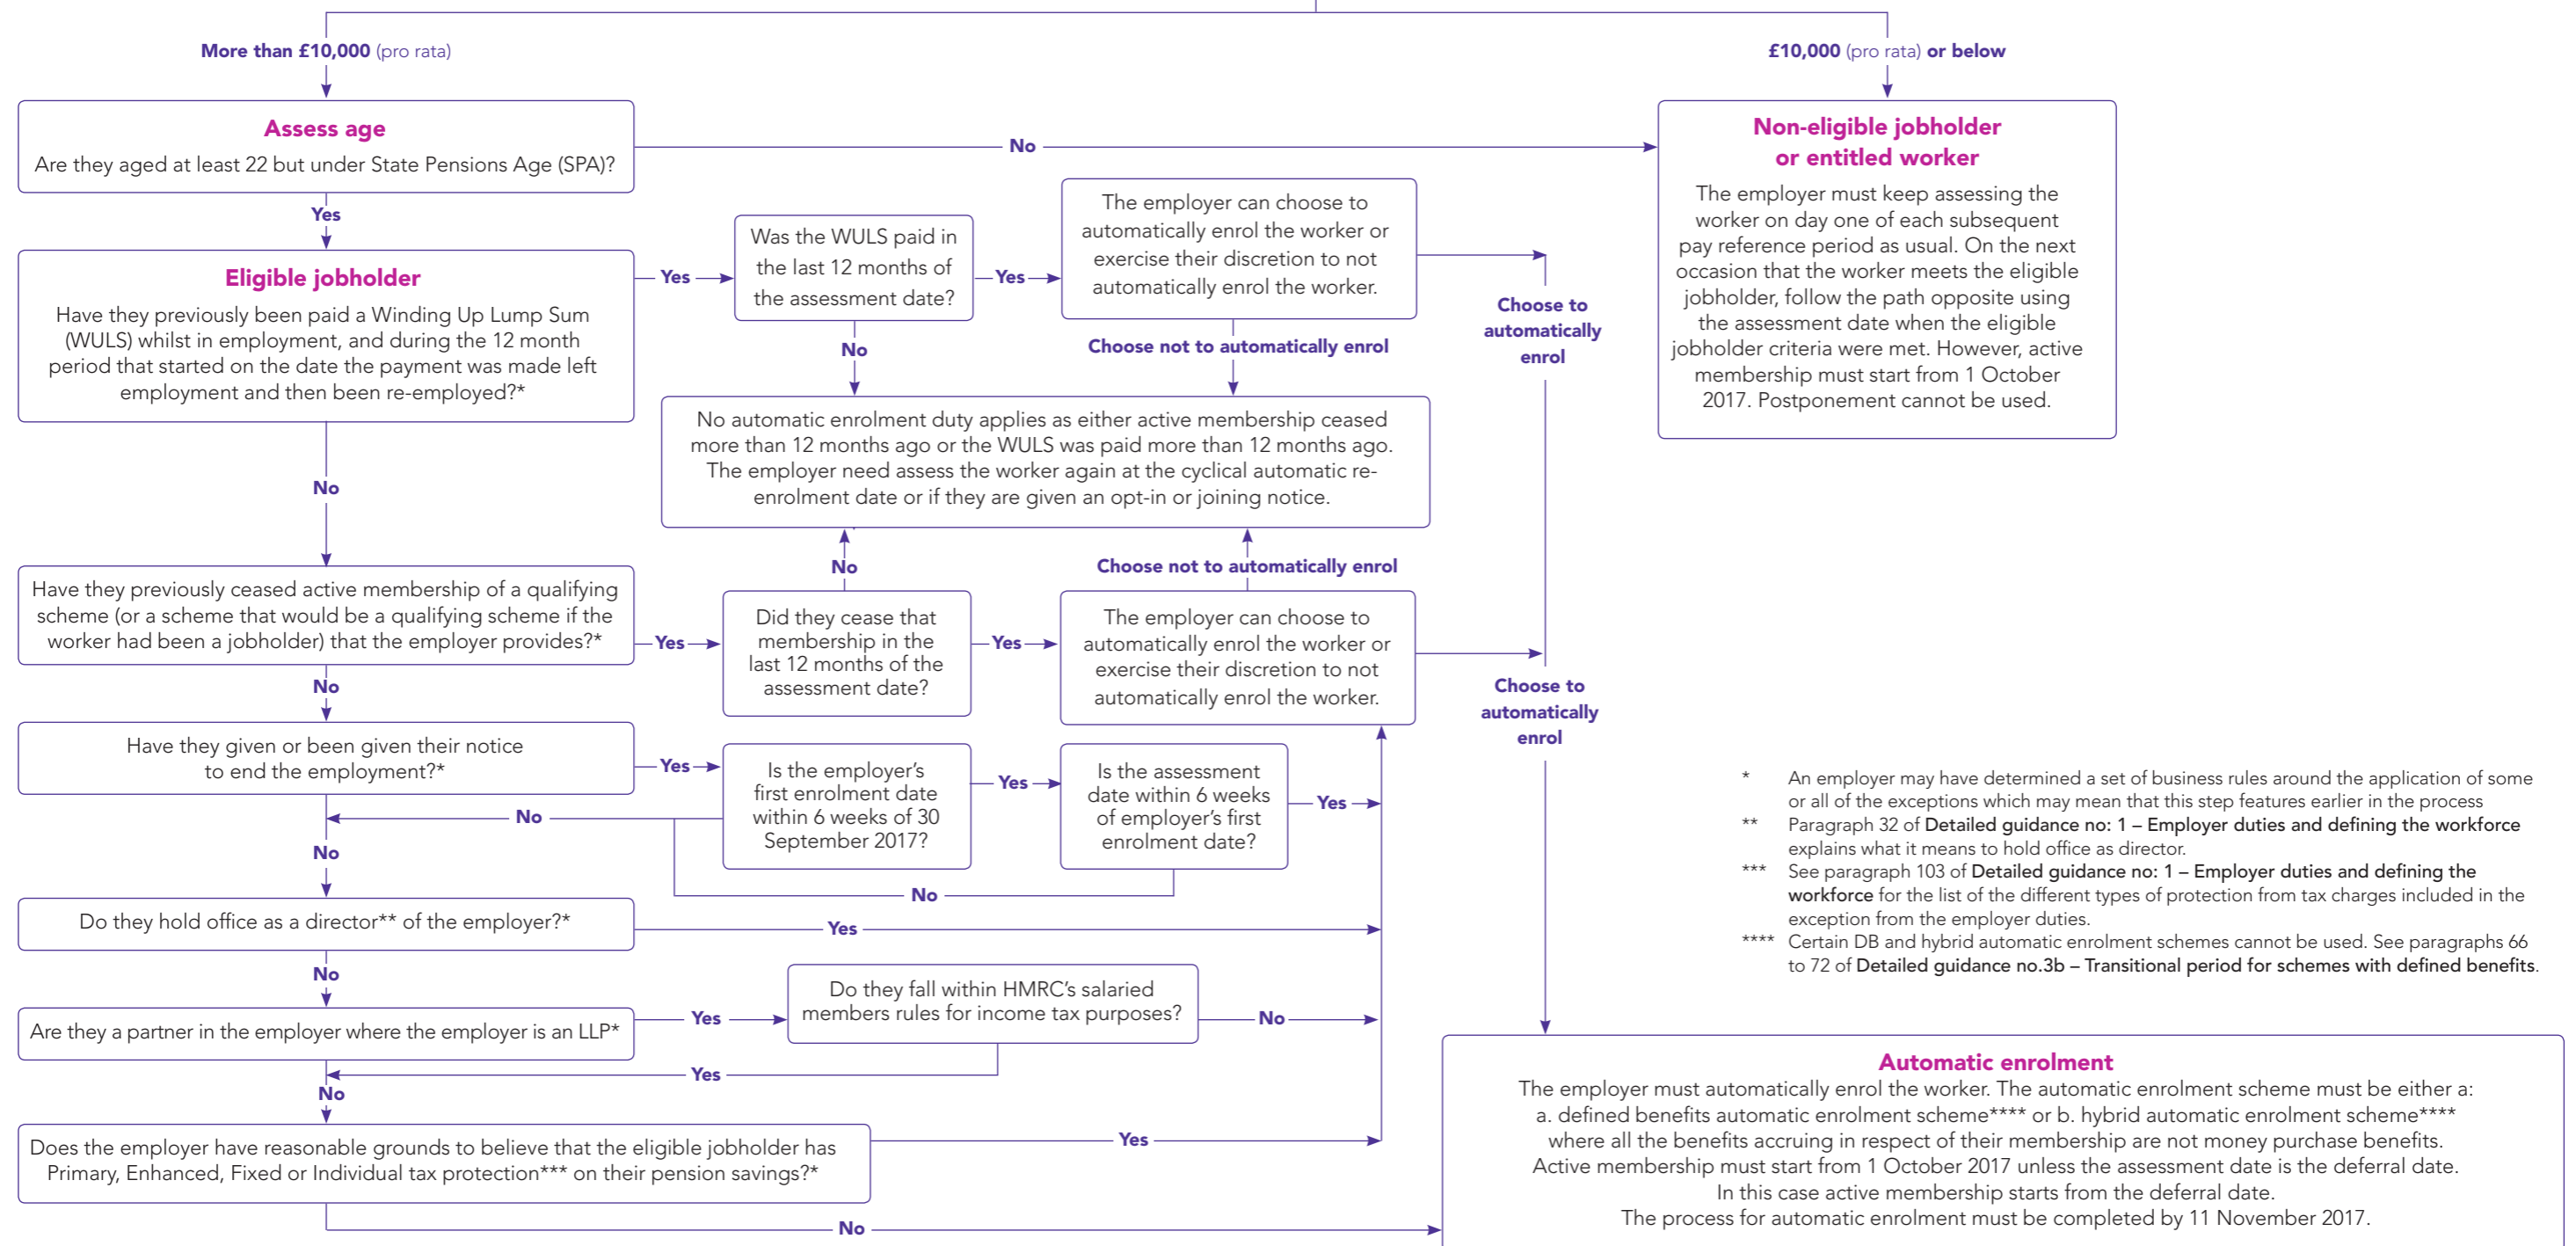 More than £10,000 (pro rata)
£10,000 (pro rata) or below
Assess age
Are they aged at least 22 but under State Pensions Age (SPA)?
No
Non-eligible jobholder
or entitled worker
The employer must keep assessing the
worker on day one of each subsequent
pay reference period as usual. On the next
occasion that the worker meets the eligible
jobholder, follow the path opposite using
the assessment date when the eligible
jobholder criteria were met. However, active
membership must start from 1 October
2017. Postponement cannot be used.
Yes
Eligible jobholder
Have they previously been paid a Winding Up Lump Sum
(WULS) whilst in employment, and during the 12 month
period that started on the date the payment was made left
employment and then been re-employed?*
Yes
Was the WULS paid in
the last 12 months of
the assessment date?
Yes
The employer can choose to
automatically enrol the worker or
exercise their discretion to not
automatically enrol the worker.
Choose to
automatically
enrol
No
Choose not to automatically enrol
No automatic enrolment duty applies as either active membership ceased
more than 12 months ago or the WULS was paid more than 12 months ago.
The employer need assess the worker again at the cyclical automatic re-
enrolment date or if they are given an opt-in or joining notice.
No
No
Choose not to automatically enrol
Have they previously ceased active membership of a qualifying
scheme (or a scheme that would be a qualifying scheme if the
worker had been a jobholder) that the employer provides?*
Yes
Did they cease that
membership in the
last 12 months of the
assessment date?
Yes
The employer can choose to
automatically enrol the worker or
exercise their discretion to not
automatically enrol the worker.
Choose to
automatically
enrol
No
Have they given or been given their notice
to end the employment?*
Yes
Is the employer's
first enrolment date
within 6 weeks of 30
September 2017?
Yes
Is the assessment
date within 6 weeks
of employer's first
enrolment date?
Yes
No
No
No
Do they hold office as a director** of the employer?*
Yes
No
Are they a partner in the employer where the employer is an LLP*
Yes
Do they fall within HMRC's salaried
members rules for income tax purposes?
No
Yes
No
Does the employer have reasonable grounds to believe that the eligible jobholder has
Primary, Enhanced, Fixed or Individual tax protection*** on their pension savings?*
Yes
No
* An employer may have determined a set of business rules around the application of some
or all of the exceptions which may mean that this step features earlier in the process
** Paragraph 32 of Detailed guidance no: 1 – Employer duties and defining the workforce
explains what it means to hold office as director.
*** See paragraph 103 of Detailed guidance no: 1 – Employer duties and defining the
workforce for the list of the different types of protection from tax charges included in the
exception from the employer duties.
**** Certain DB and hybrid automatic enrolment schemes cannot be used. See paragraphs 66
to 72 of Detailed guidance no.3b – Transitional period for schemes with defined benefits.
Automatic enrolment
The employer must automatically enrol the worker. The automatic enrolment scheme must be either a:
a. defined benefits automatic enrolment scheme**** or b. hybrid automatic enrolment scheme****
where all the benefits accruing in respect of their membership are not money purchase benefits.
Active membership must start from 1 October 2017 unless the assessment date is the deferral date.
In this case active membership starts from the deferral date.
The process for automatic enrolment must be completed by 11 November 2017.